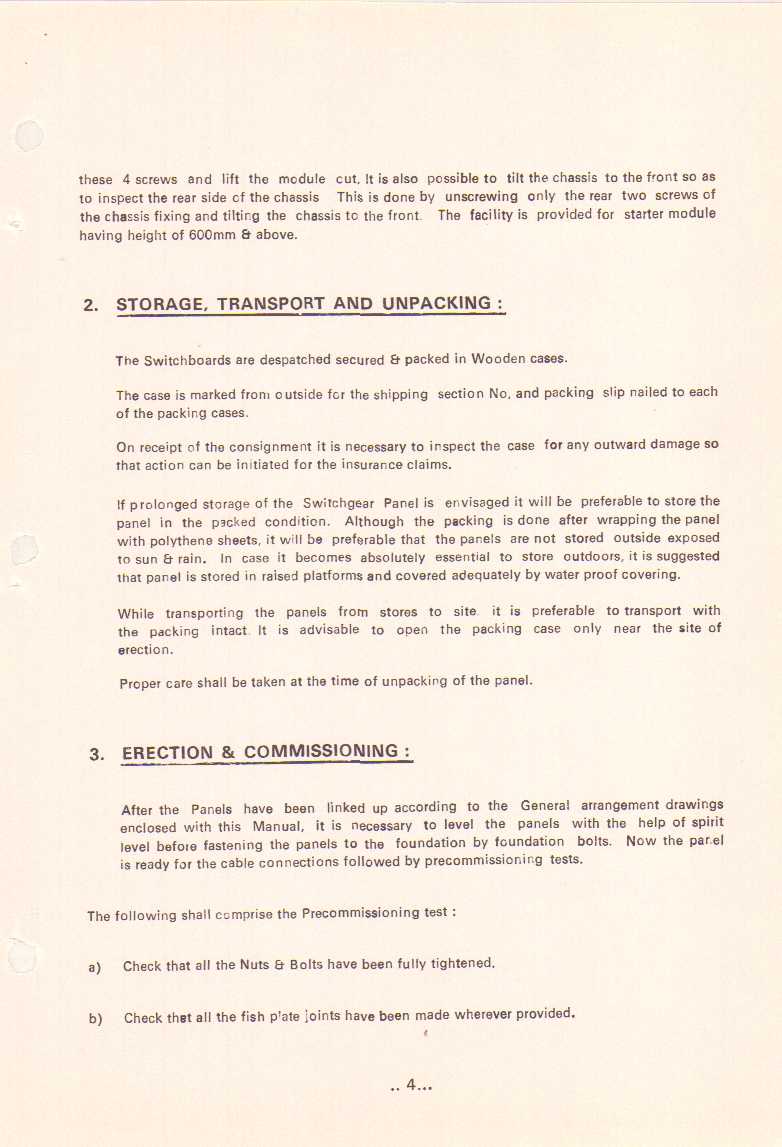 these 4 screws and lift the module cut. It is also possible to tilt the chassis to the front so as
to inspect the rear side of the chassis This is done by unscrewing only the rear two screws of
the chassis fixing and tilting the chassis to the front. The facility is provided for starter module
having height of 600mm & above.
2. STORAGE, TRANSPORT AND UNPACKING :
The Switchboards are despatched secured & packed in Wooden cases.
The case is marked from outside for the shipping section No. and packing slip nailed to each
of the packing cases.
On receipt of the consignment it is necessary to inspect the case for any outward damage so
that action can be initiated for the insurance claims.
If prolonged storage of the Switchgear Panel is envisaged it will be preferable to store the
panel in the packed condition. Although the packing is done after wrapping the panel
with polythene sheets, it will be preferable that the panels are not stored outside exposed
to sun & rain. In case it becomes absolutely essential to store outdoors, it is suggested
that panel is stored in raised platforms and covered adequately by water proof covering.
While transporting the panels from stores to site it is preferable to transport with
the packing intact. It is advisable to open the packing case only near the site of
erection.
Proper care shall be taken at the time of unpacking of the panel.
3. ERECTION & COMMISSIONING :
After the Panels have been linked up according to the General arrangement drawings
enclosed with this Manual, it is necessary to level the panels with the help of spirit
level before fastening the panels to the foundation by foundation bolts. Now the panel
is ready for the cable connections followed by precommissioning tests.
The following shall comprise the Precommissioning test :
a) Check that all the Nuts & Bolts have been fully tightened.
b) Check that all the fish plate joints have been made wherever provided.
.. 4...